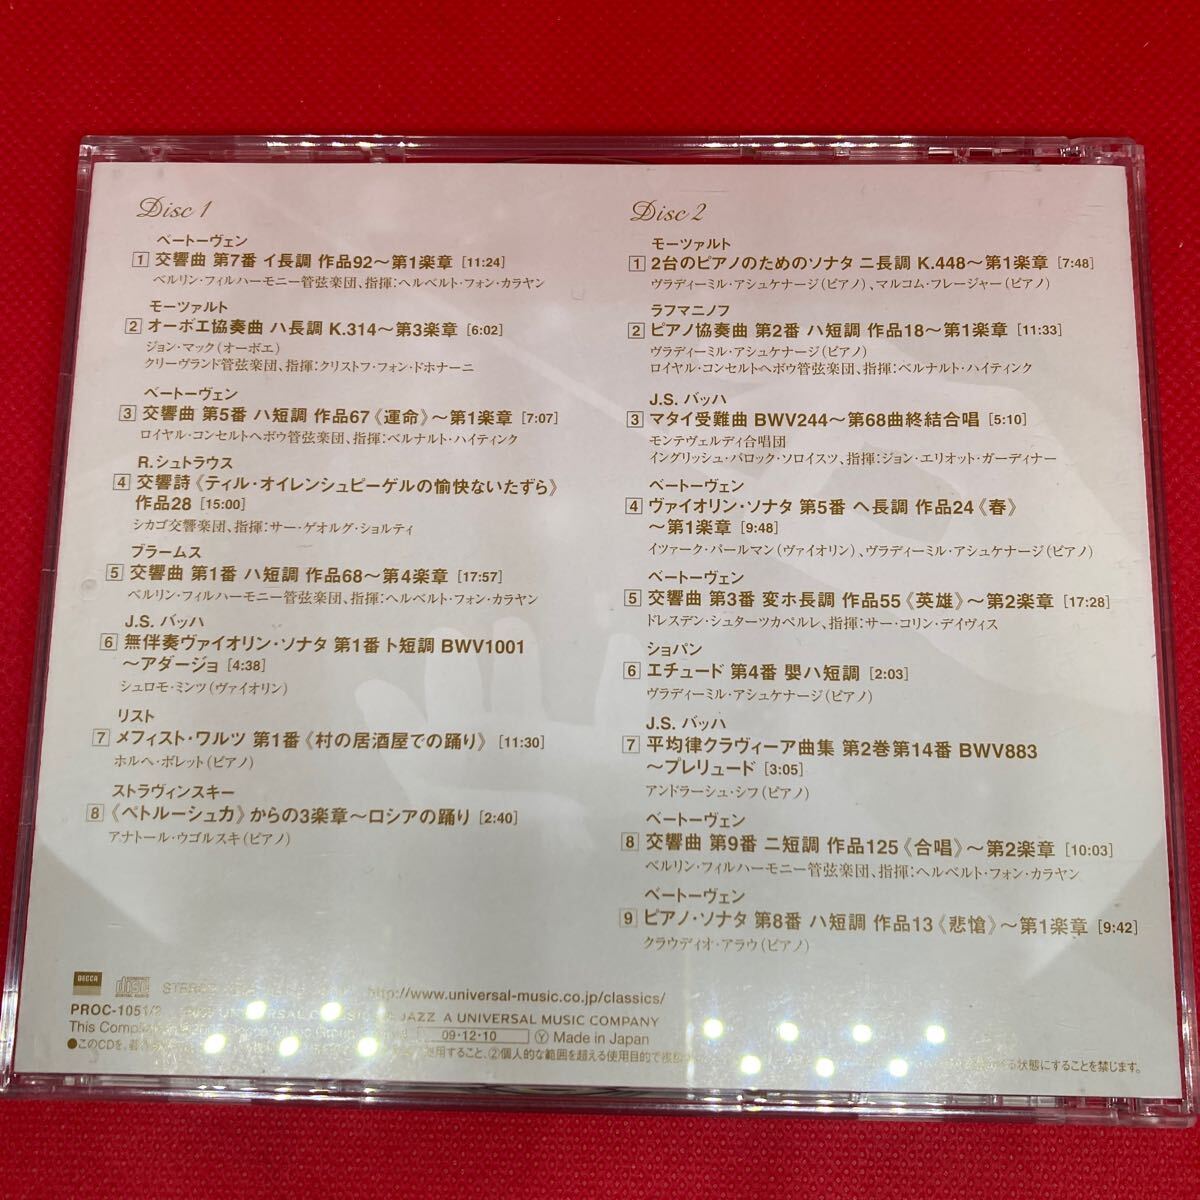 Disc 1
ベートーヴェン
1 交響曲 第7番 イ長調 作品92〜第1楽章 [11:24]
ベルリン・フィルハーモニー管弦楽団、指揮:ヘルベルト・フォン・カラヤン
モーツァルト
2 オーボエ協奏曲 ハ長調 K.314〜第3楽章 [6:02]
ジョン・マック(オーボエ)
クリーヴランド管弦楽団、指揮:クリストフ・フォン・ドホナーニ
ベートーヴェン
3 交響曲 第5番 ハ短調 作品67《運命》〜第1楽章 [7:07]
ロイヤル・コンセルトヘボウ管弦楽団、指揮:ベルナルト・ハイティンク
R.シュトラウス
4 交響詩《ティル・オイレンシュピーゲルの愉快ないたずら》
作品28 [15:00]
シカゴ交響楽団、指揮:サー・ゲオルグ・ショルティ
ブラームス
5 交響曲 第1番 ハ短調 作品68〜第4楽章 [17:57]
ベルリン・フィルハーモニー管弦楽団、指揮:ヘルベルト・フォン・カラヤン
J.S. バッハ
6 無伴奏ヴァイオリン・ソナタ 第1番 ト短調 BWV1001
〜アダージョ [4:38]
シュロモ・ミンツ(ヴァイオリン)
リスト
7 メフィスト・ワルツ 第1番《村の居酒屋での踊り》 [11:30]
ホルヘ・ボレット(ピアノ)
ストラヴィンスキー
8 《ペトルーシュカ》からの3楽章〜ロシアの踊り [2:40]
アナトール・ウゴルスキ(ピアノ)
Disc 2
モーツァルト
1 2台のピアノのためのソナタ ニ長調 K.448〜第1楽章 [7:48]
ヴラディーミル・アシュケナージ(ピアノ)、マルコム・フレージャー(ピアノ)
ラフマニノフ
2 ピアノ協奏曲 第2番 ハ短調 作品18〜第1楽章 [11:33]
ヴラディーミル・アシュケナージ(ピアノ)
ロイヤル・コンセルトヘボウ管弦楽団、指揮:ベルナルト・ハイティンク
J.S. バッハ
3 マタイ受難曲 BWV244〜第68曲終結合唱 [5:10]
モンテヴェルディ合唱団
イングリッシュ・バロック・ソロイスツ、指揮:ジョン・エリオット・ガーディナー
ベートーヴェン
4 ヴァイオリン・ソナタ 第5番 ヘ長調 作品24《春》
〜第1楽章 [9:48]
イツァーク・パールマン(ヴァイオリン)、ヴラディーミル・アシュケナージ(ピアノ)
ベートーヴェン
5 交響曲 第3番 変ホ長調 作品55《英雄》〜第2楽章 [17:28]
ドレスデン・シュターツカペルレ、指揮:サー・コリン・デイヴィス
ショパン
6 エチュード 第4番 嬰ハ短調 [2:03]
ヴラディーミル・アシュケナージ(ピアノ)
J.S. バッハ
7 平均律クラヴィーア曲集 第2巻第14番 BWV883
〜プレリュード [3:05]
アンドラーシュ・シフ(ピアノ)
ベートーヴェン
8 交響曲 第9番 ニ短調 作品125《合唱》〜第2楽章 [10:03]
ベルリン・フィルハーモニー管弦楽団、指揮:ヘルベルト・フォン・カラヤン
ベートーヴェン
9 ピアノ・ソナタ 第8番 ハ短調 作品13《悲愴》〜第1楽章 [9:42]
クラウディオ・アラウ(ピアノ)
DECCA COMPACT disc DIGITAL AUDIO STEREO http://www.universal-music.co.jp/classics/
PROC-1051/2 UNIVERSAL JAZZ A UNIVERSAL MUSIC COMPANY
This 09・12・10 Ⓨ Made in Japan
●このCDを、 使用すること、②個人的な範囲を超える使用目的で 状態にすることを禁じます。